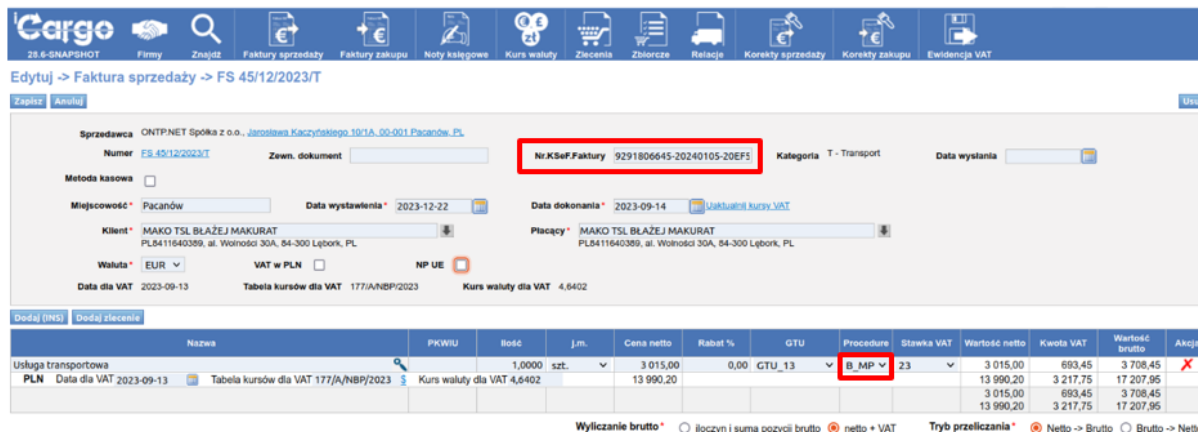 iCargo
28.6-SNAPSHOT Firmy Znajdź Faktury sprzedaży Faktury zakupu Noty księgowe Kurs waluty Zlecenia Zbiorcze Relacje Korekty sprzedaży Korekty zakupu Ewidencja VAT
Edytuj -> Faktura sprzedaży -> FS 45/12/2023/T
Zapisz Anuluj Usu
Sprzedawca ONTP.NET Spółka z o.o., Jarosława Kaczyńskiego 10/1A, 00-001 Pacanów, PL
Numer FS 45/12/2023/T Zewn. dokument Nr.KSeF.Faktury 9291806645-20240105-20EF5 Kategoria T - Transport Data wysłania
Metoda kasowa
Miejscowość* Pacanów Data wystawienia* 2023-12-22 Data dokonania* 2023-09-14 Uaktualnij kursy VAT
Klient* MAKO TSL BŁAŻEJ MAKURAT Płacący* MAKO TSL BŁAŻEJ MAKURAT
PL8411640389, al. Wolności 30A, 84-300 Lębork, PL PL8411640389, al. Wolności 30A, 84-300 Lębork, PL
Waluta* EUR VAT w PLN NP UE
Data dla VAT 2023-09-13 Tabela kursów dla VAT 177/A/NBP/2023 Kurs waluty dla VAT 4,6402
Dodaj (INS) Dodaj zlecenie
Nazwa PKWIU Ilość j.m. Cena netto Rabat % GTU Procedure Stawka VAT Wartość netto Kwota VAT Wartość brutto Akcja
Usługa transportowa 1,0000 szt. 3 015,00 0,00 GTU_13 B_MP 23 3 015,00 693,45 3 708,45 X
PLN Data dla VAT 2023-09-13 Tabela kursów dla VAT 177/A/NBP/2023 $ Kurs waluty dla VAT 4,6402 13 990,20 13 990,20 3 217,75 17 207,95
3 015,00 693,45 3 708,45
13 990,20 3 217,75 17 207,95
Wyliczanie brutto* iloczyn i suma pozycji brutto netto + VAT Tryb przeliczania* Netto -> Brutto Brutto -> Netto